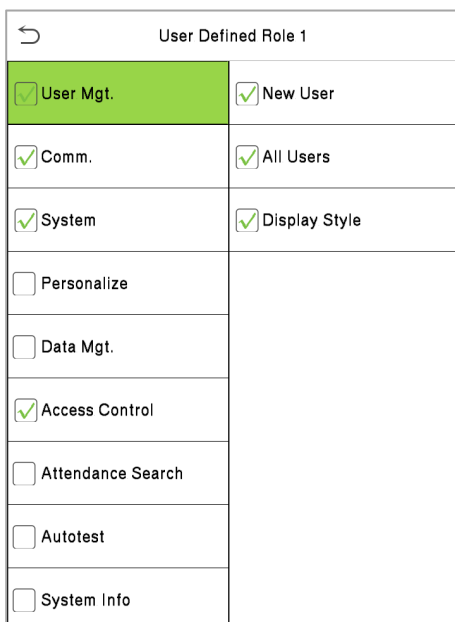 User Defined Role 1
User Mgt.
New User
Comm.
All Users
System
Display Style
Personalize
Data Mgt.
Access Control
Attendance Search
Autotest
System Info